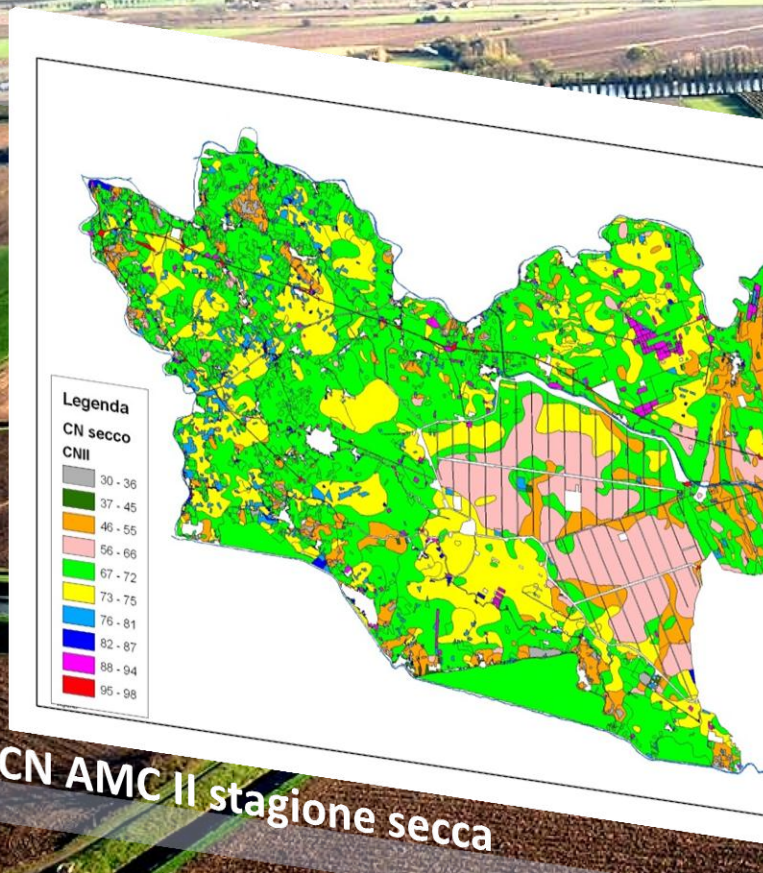 Legenda
CN secco
CNII
30 - 36
37 - 45
46 - 55
56 - 66
67 - 72
73 - 75
76 - 81
82 - 87
88 - 94
95 - 98
CN AMC II stagione secca